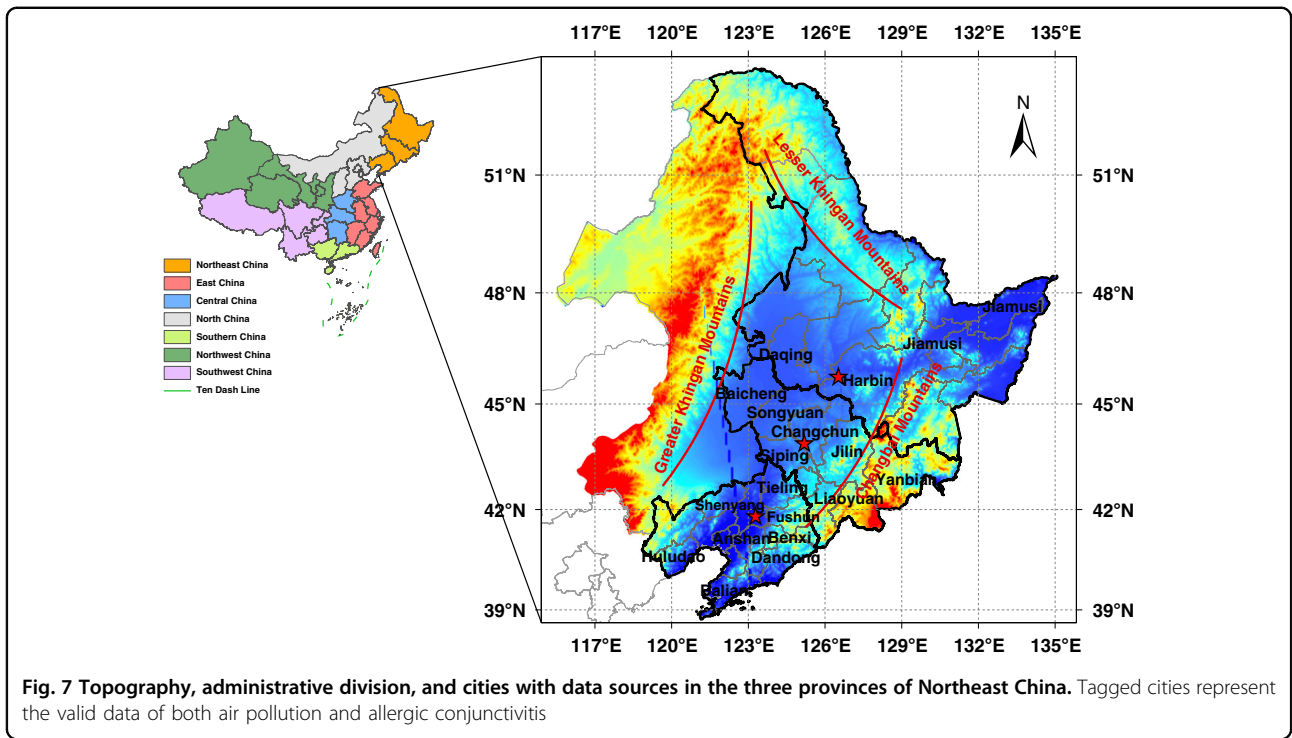 117°E 120°E 123°E 126°E 129°E 132°E 135°E
N
51°N 51°N
48°N 48°N
45°N 45°N
42°N 42°N
39°N 39°N
Lesser Khingan Mountains
Greater Khingan Mountains
Changbai Mountains
Jiamusi
Jiamusi
Daqing
Harbin
Baicheng
Songyuan
Changchun
Siping
Jilin
Yanbian
Tieling
Liaoyuan
Shenyang
Fushun
Anshan
Benxi
Huludao
Dandong
Dalian
117°E 120°E 123°E 126°E 129°E 132°E 135°E
Northeast China
East China
Central China
North China
Southern China
Northwest China
Southwest China
Ten Dash Line
Fig. 7 Topography, administrative division, and cities with data sources in the three provinces of Northeast China. Tagged cities represent
the valid data of both air pollution and allergic conjunctivitis